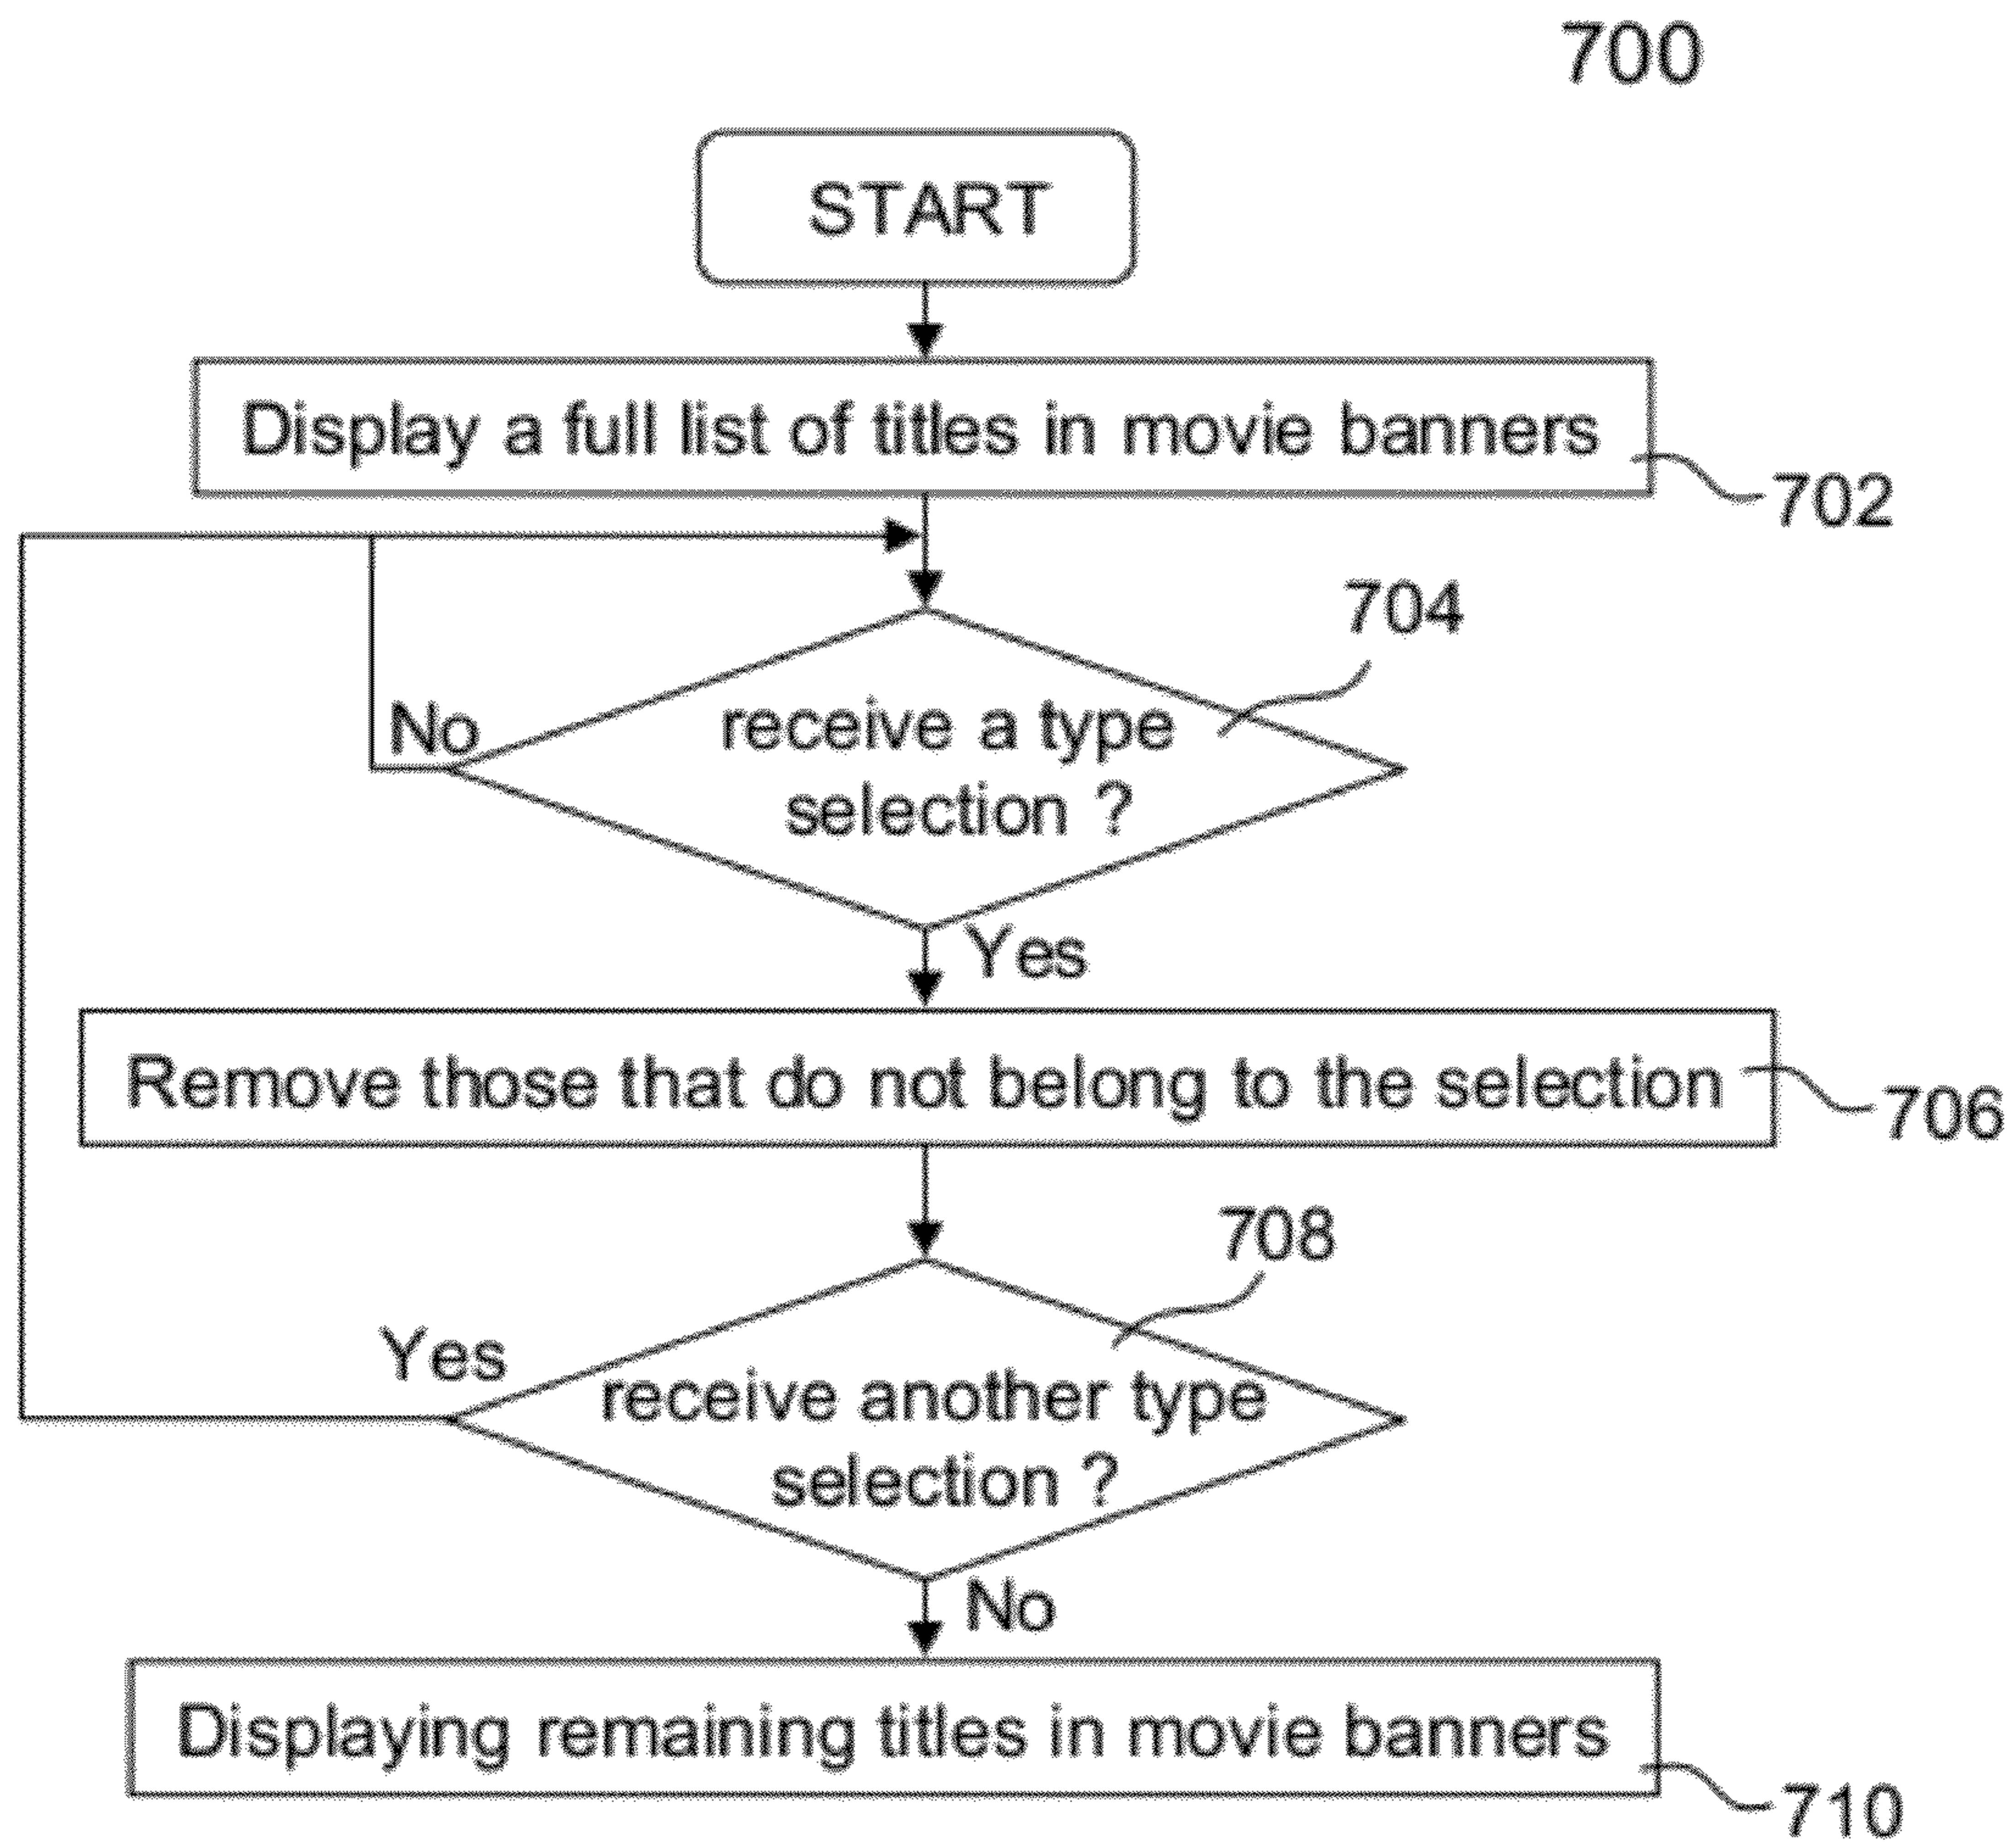 700
START
Display a full list of titles in movie banners
702
704
No
receive a type
selection ?
Yes
Remove those that do not belong to the selection
706
708
Yes
receive another type
selection ?
No
Displaying remaining titles in movie banners
710